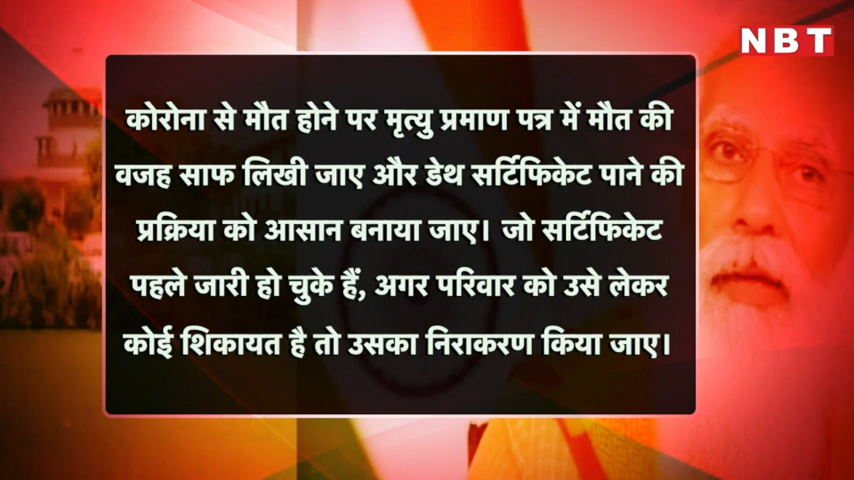 NBT
कोरोना से मौत होने पर मृत्यु प्रमाण पत्र में मौत की
वजह साफ लिखी जाए और डेथ सर्टिफिकेट पाने की
प्रक्रिया को आसान बनाया जाए। जो सर्टिफिकेट
पहले जारी हो चुके हैं, अगर परिवार को उसे लेकर
कोई शिकायत है तो उसका निराकरण किया जाए।